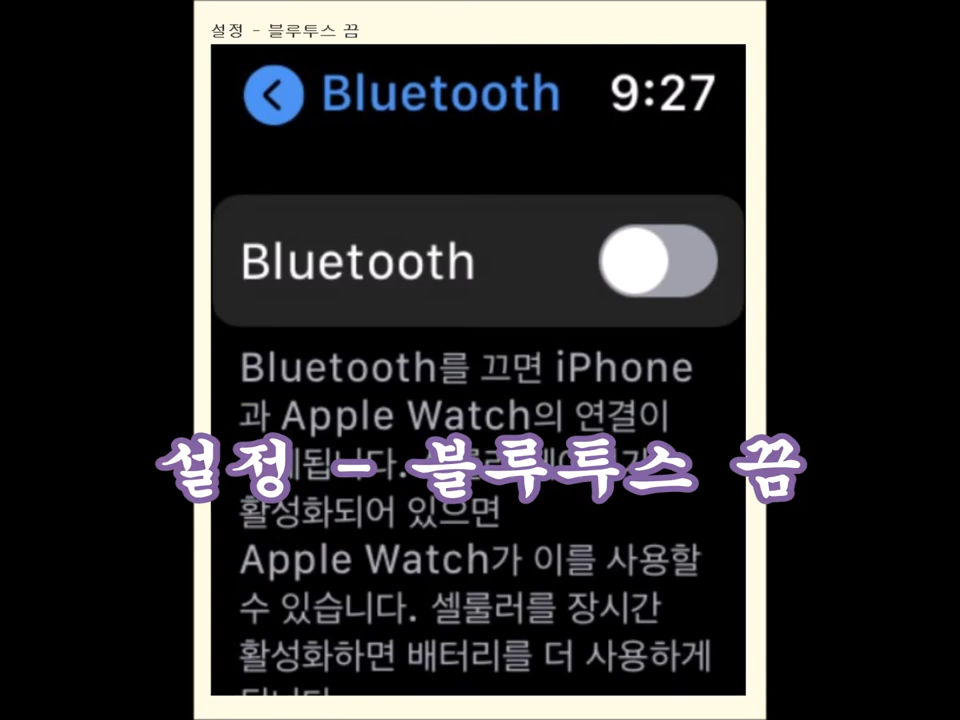 설정 - 블루투스 끔
Bluetooth 9:27
Bluetooth
Bluetooth를 끄면 iPhone
과 Apple Watch의 연결이
설정 - 블루투스 끔
활성화되어 있으면
Apple Watch가 이를 사용할
수 있습니다. 셀룰러를 장시간
활성화하면 배터리를 더 사용하게